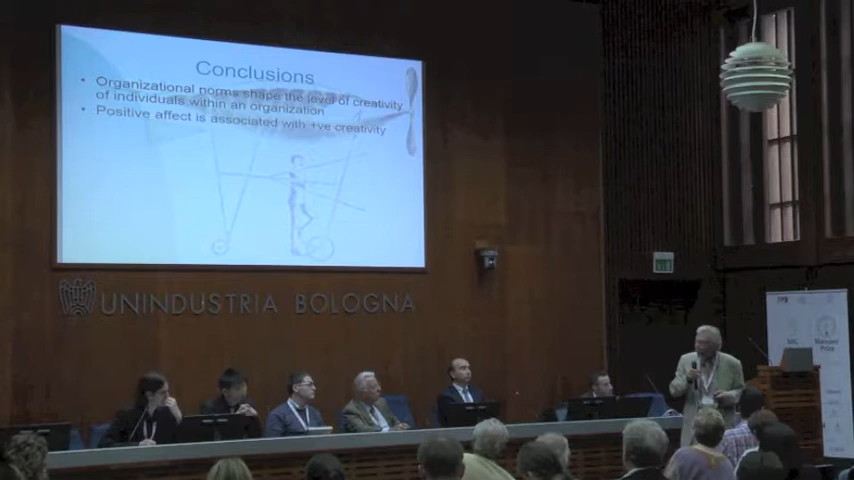 Conclusions
• Organizational norms shape the level of creativity
of individuals within an organization
• Positive affect is associated with +ve creativity
UNINDUSTRIA BOLOGNA